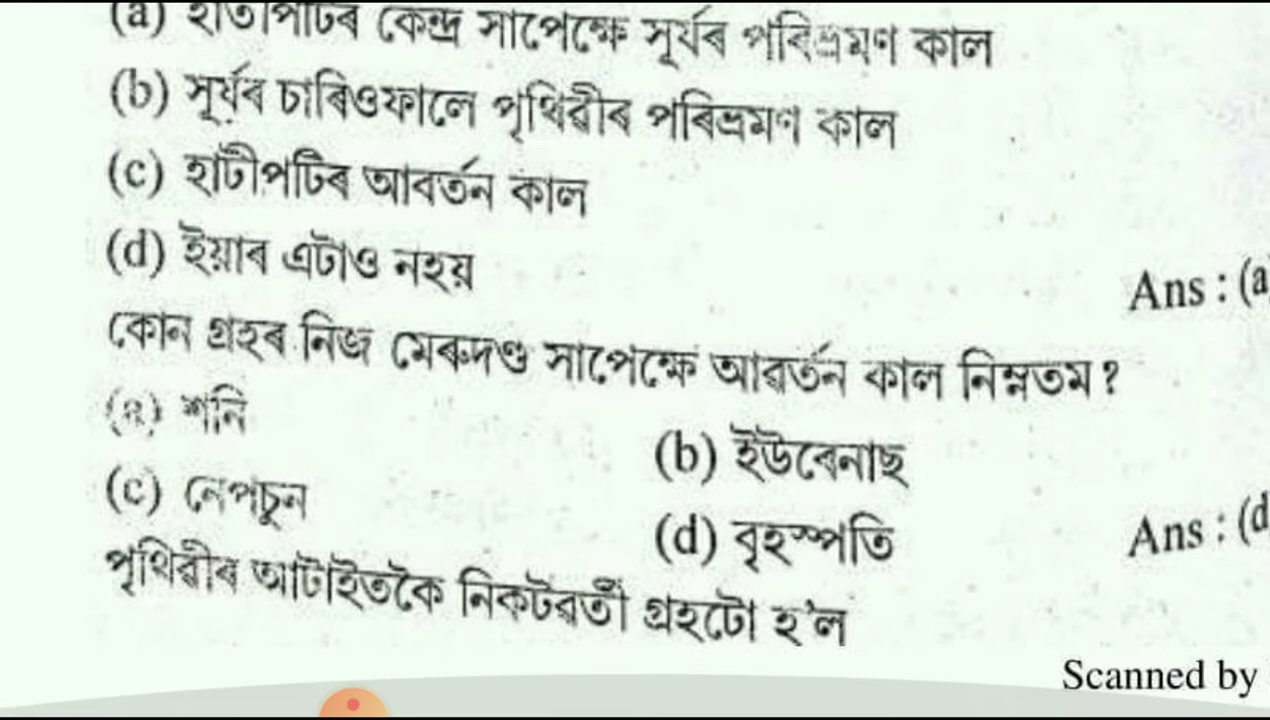 (a) হাতীপটিৰ কেন্দ্ৰ সাপেক্ষে সূৰ্যৰ পৰিভ্ৰমণ কাল
(b) সূৰ্যৰ চাৰিওফালে পৃথিৱীৰ পৰিভ্ৰমণ কাল
(c) হাটীপটিৰ আবৰ্তন কাল
(d) ইয়াৰ এটাও নহয়
Ans : (a
কোন গ্ৰহৰ নিজ মেৰুদণ্ড সাপেক্ষে আৱৰ্তন কাল নিম্নতম ?
(a) শনি
(b) ইউৰেনাছ
(c) নেপচুন
(d) বৃহস্পতি
Ans : (d
পৃথিৱীৰ আটাইতকৈ নিকটৱৰ্তী গ্ৰহটো হ'ল
Scanned by